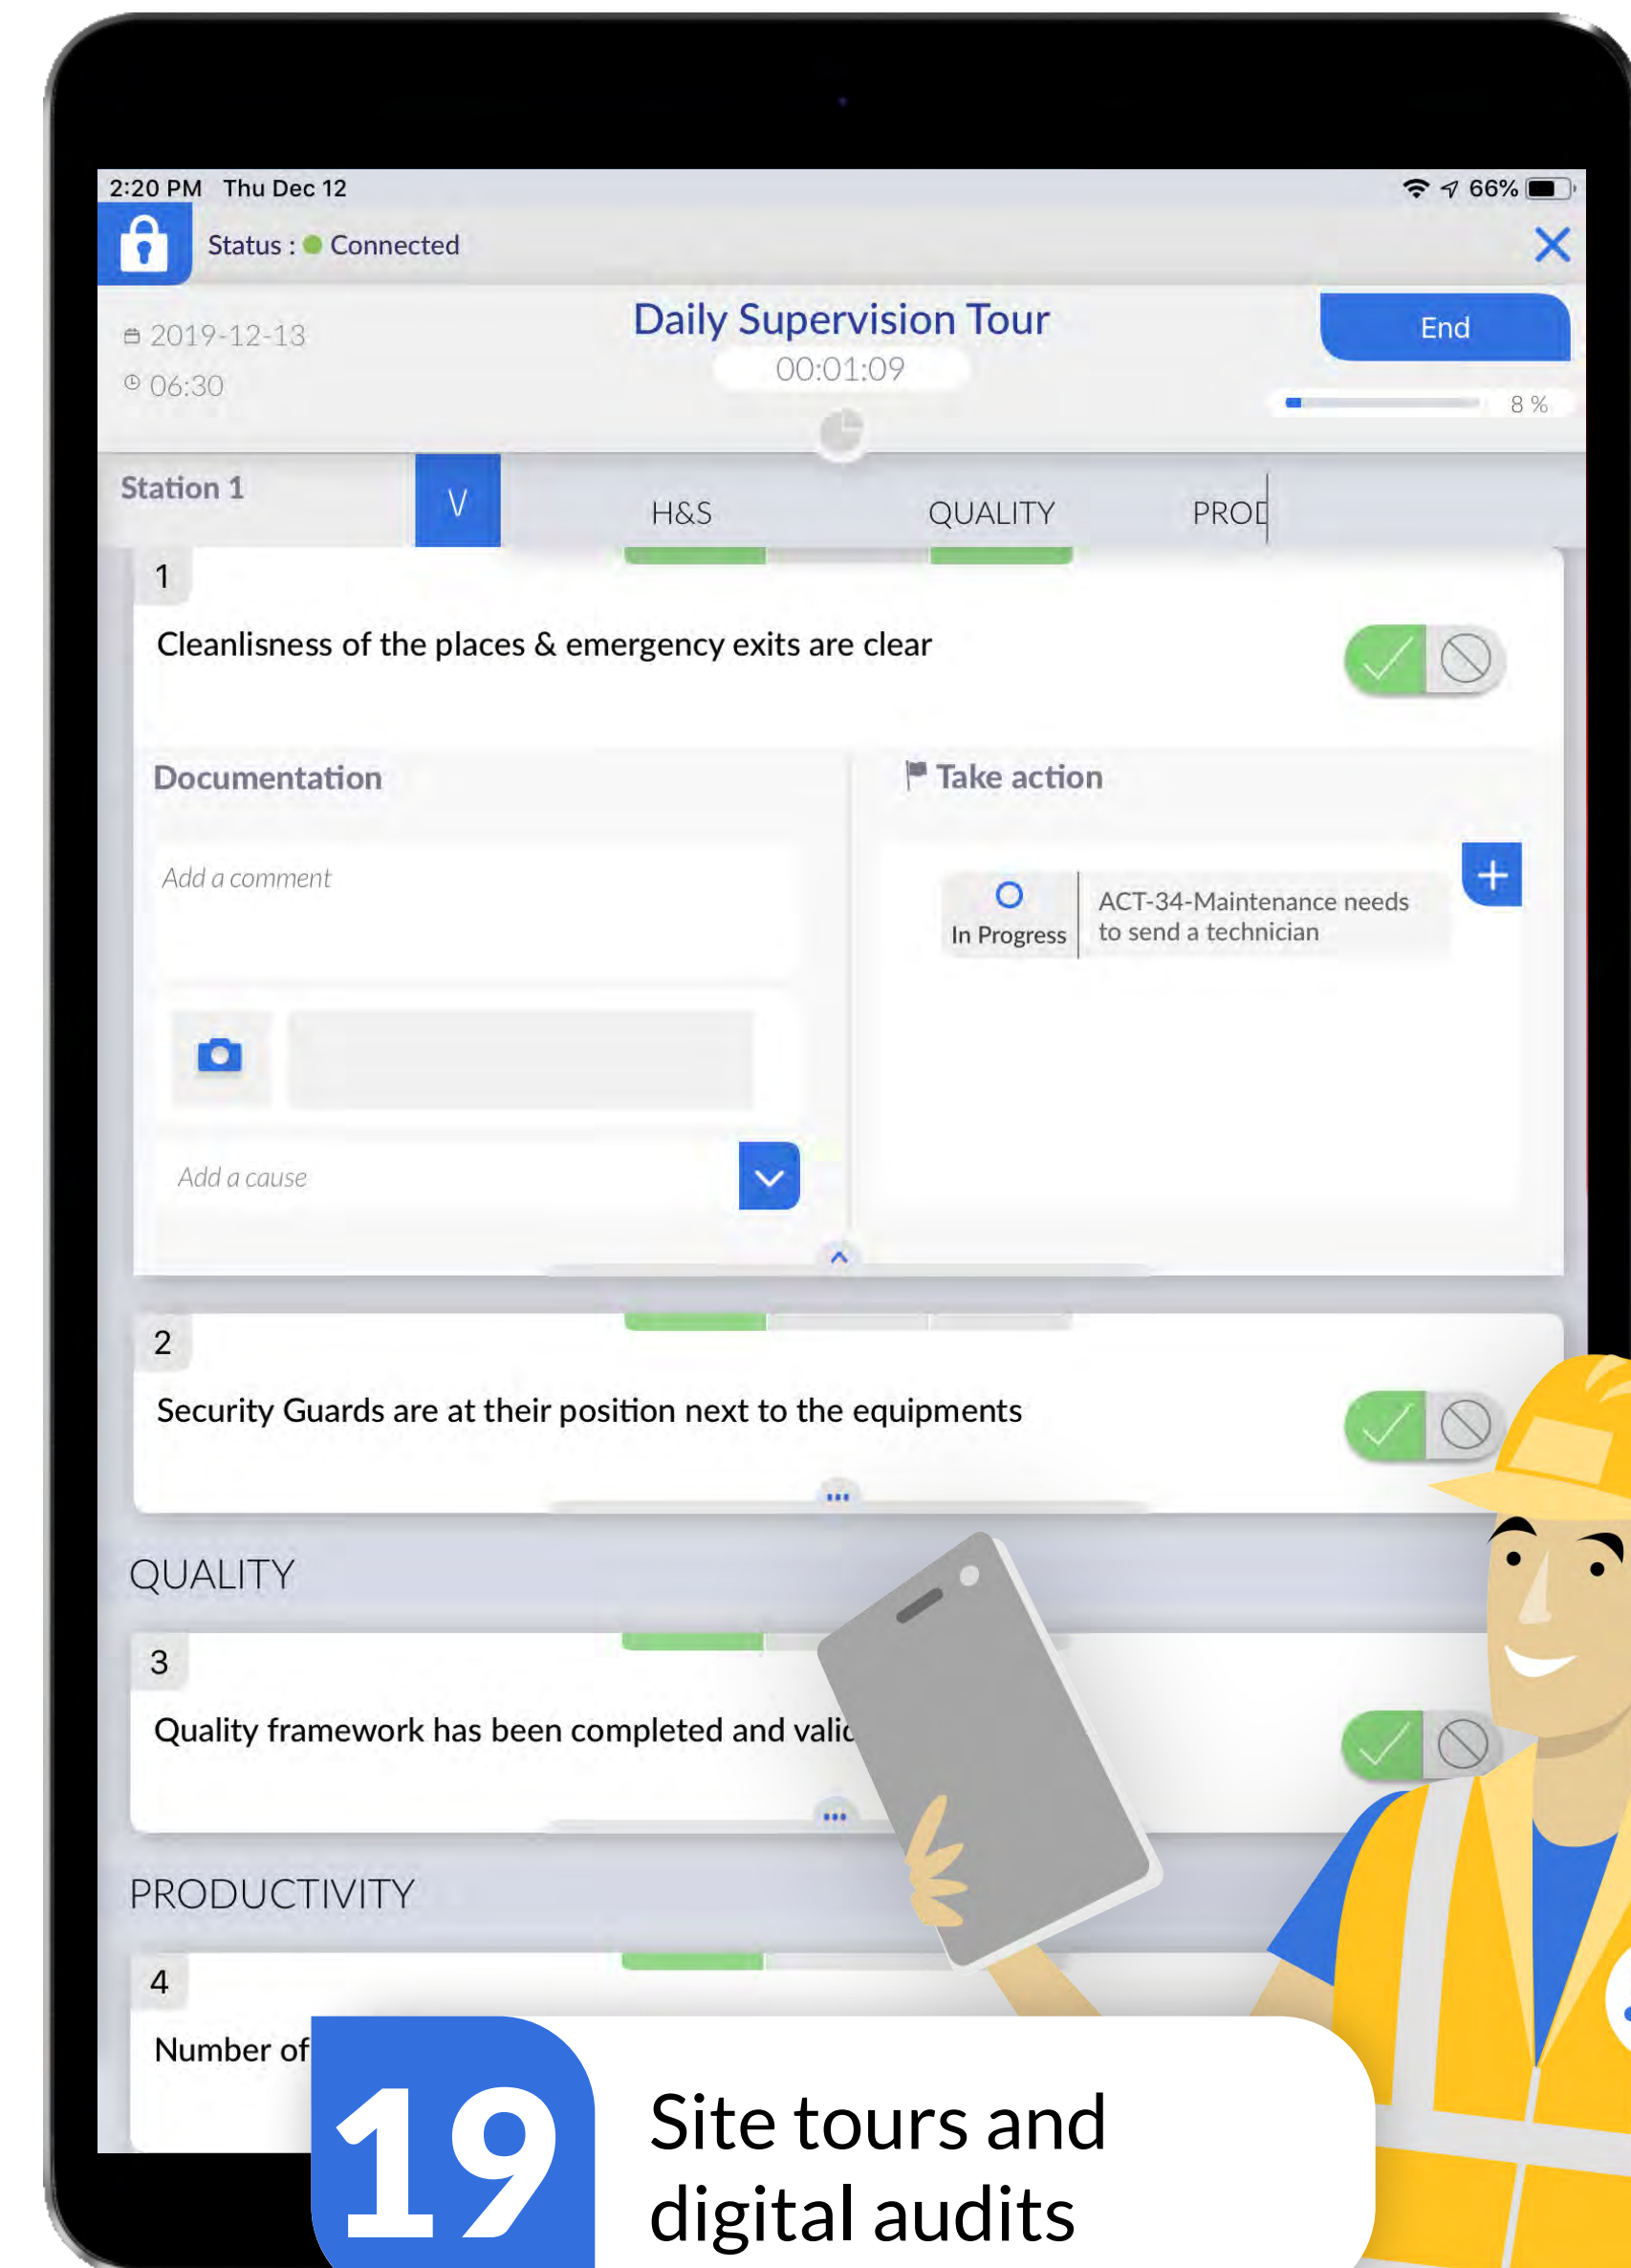 2:20 PM Thu Dec 12
66%
Status : Connected
2019-12-13
Daily Supervision Tour
End
00:01:09
06:30
8 %
Station 1
V
H&S
QUALITY
PROD
1
Cleanlisness of the places & emergency exits are clear
Documentation
Take action
Add a comment
ACT-34-Maintenance needs
In Progress
to send a technician
Add a cause
2
Security Guards are at their position next to the equipments
QUALITY
3
Quality framework has been completed and
PRODUCTIVITY
4
Number of
19
Site tours and
digital audits